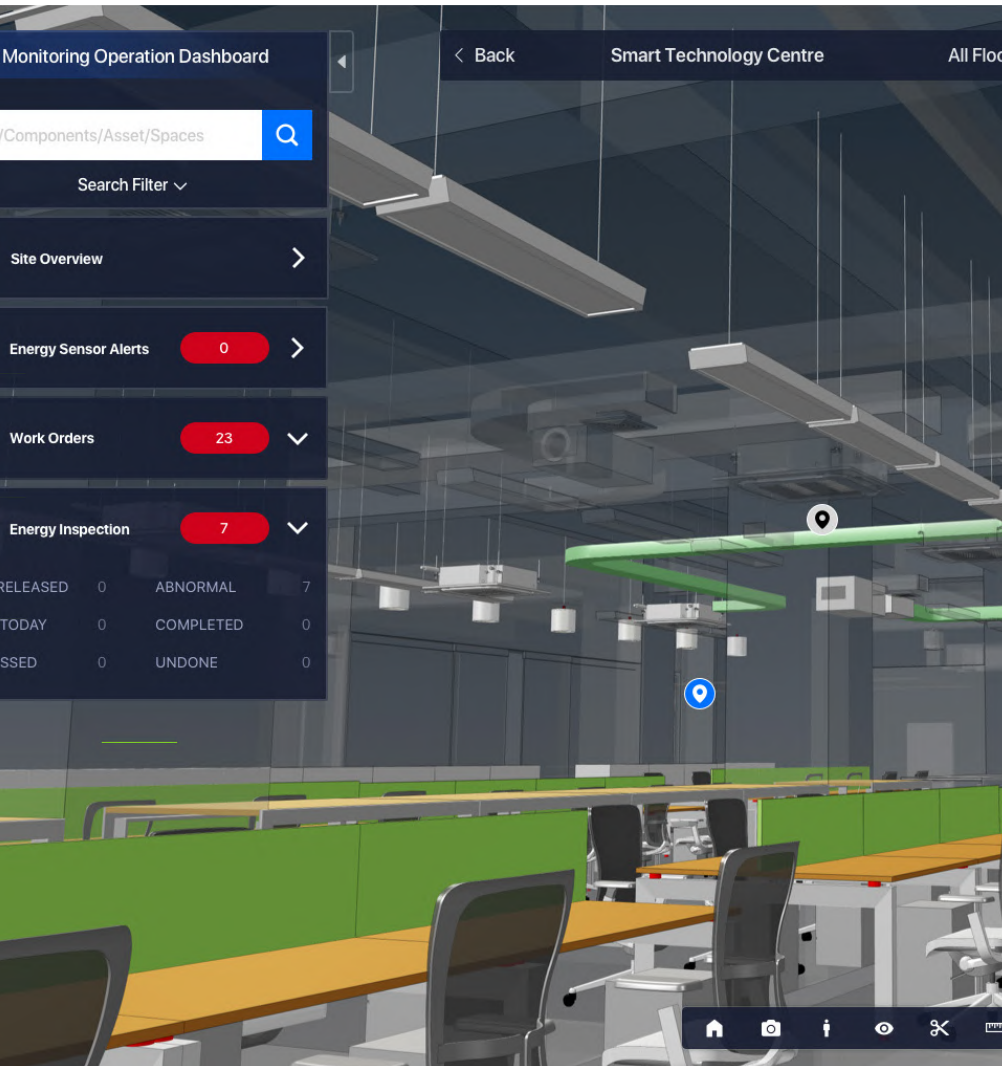 Monitoring Operation Dashboard
Back
Smart Technology Centre
All Floo
/Components/Asset/Spaces
Search Filter
Site Overview
Energy Sensor Alerts 0
Work Orders 23
Energy Inspection 7
RELEASED 0 ABNORMAL 7
TODAY 0 COMPLETED 0
SSED 0 UNDONE 0